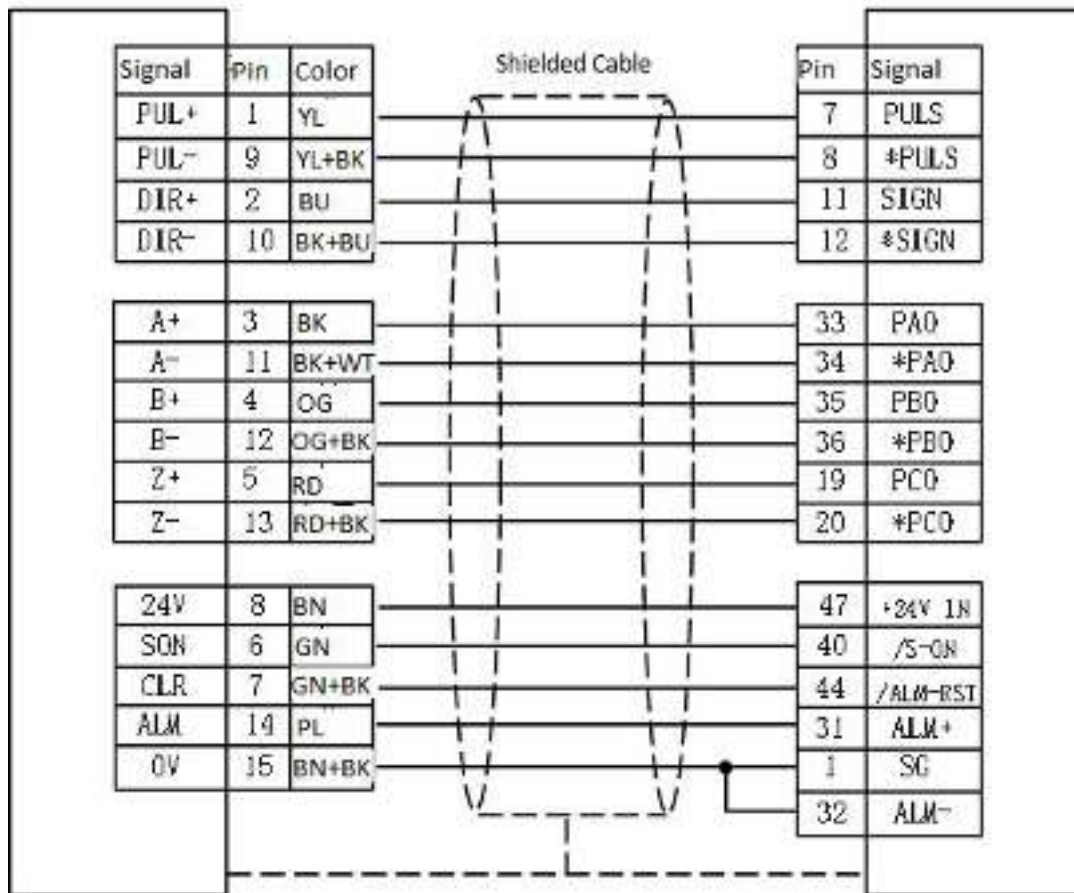 Shielded Cable
Signal Pin Color Pin Signal
PUL+ 1 YL 7 PULS
PUL- 9 YL+BK 8 *PULS
DIR+ 2 BU 11 SIGN
DIR- 10 BK+BU 12 *SIGN
A+ 3 BK 33 PAO
A- 11 BK+WT 34 *PAO
B+ 4 OG 35 PBO
B- 12 OG+BK 36 *PBO
Z+ 5 RD 19 PCO
Z- 13 RD+BK 20 *PCO
24V 8 BN 47 +24V IN
SON 6 GN 40 /S-ON
CLR 7 GN+BK 44 /ALM-RST
ALM 14 PL 31 ALM+
0V 15 BN+BK 1 SG
32 ALM-